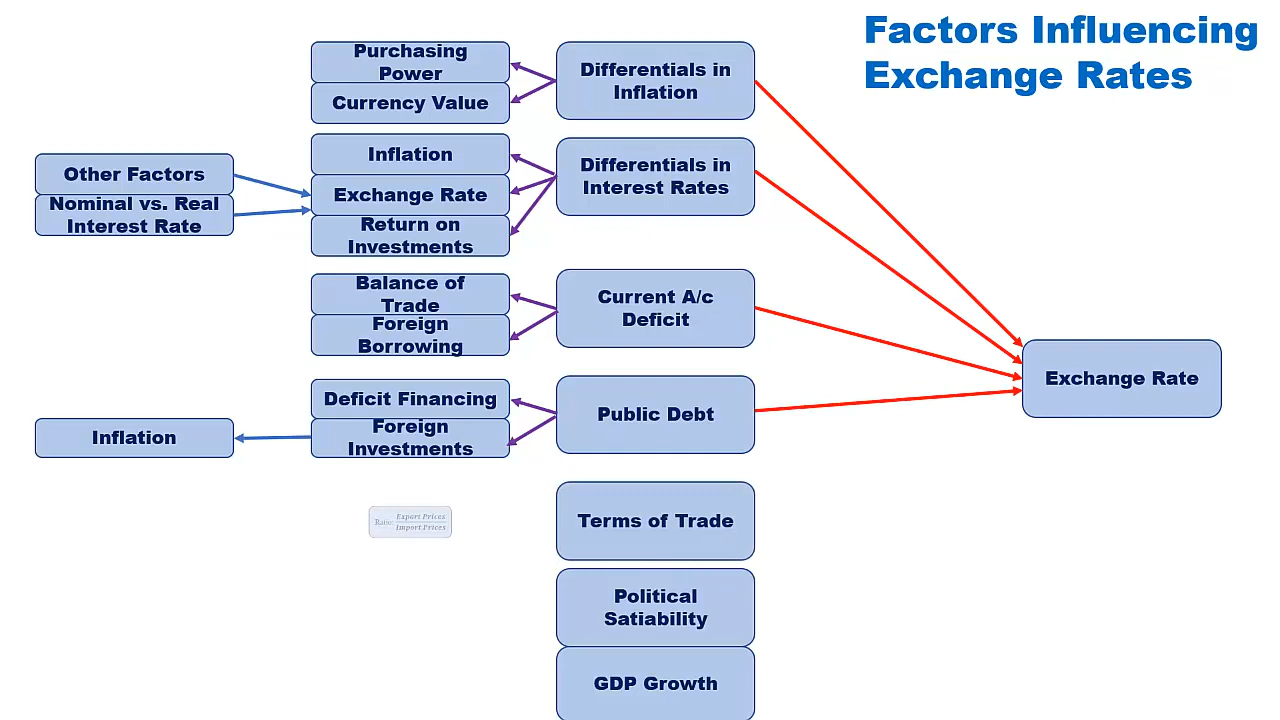 Factors Influencing
Exchange Rates
Purchasing
Power
Currency Value
Differentials in
Inflation
Other Factors
Nominal vs. Real
Interest Rate
Inflation
Exchange Rate
Return on
Investments
Differentials in
Interest Rates
Balance of
Trade
Foreign
Borrowing
Current A/c
Deficit
Exchange Rate
Inflation
Deficit Financing
Foreign
Investments
Public Debt
Ratio: Export Prices
Import Prices
Terms of Trade
Political
Satiability
GDP Growth